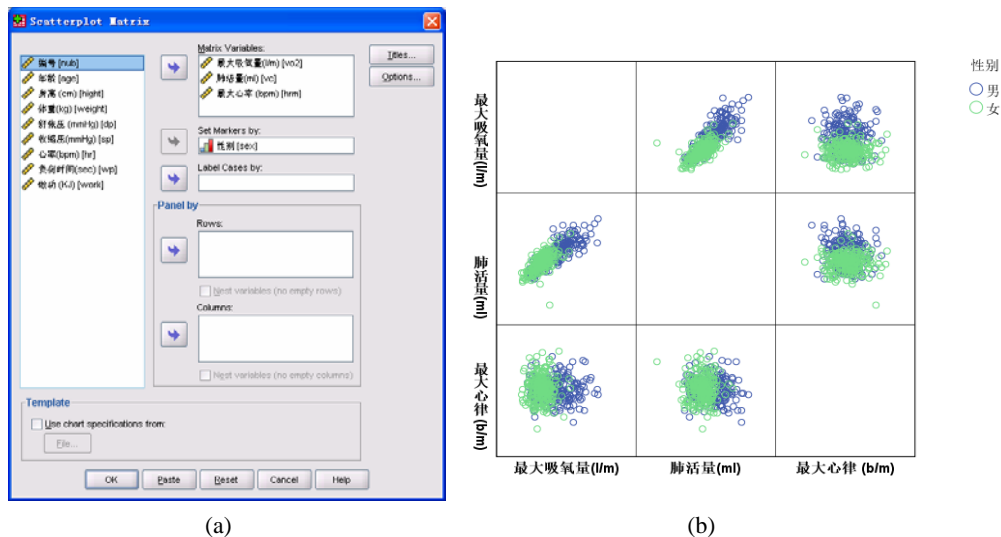 Scatterplot Matrix
编号 [nub]
年龄 [age]
身高 (cm) [hight]
体重(kg) [weight]
舒张压 (mmHg) [dp]
收缩压(mmHg) [sp]
心率(bpm) [hr]
负荷时间(sec) [wp]
做功 (KJ) [work]
Matrix Variables:
最大吸氧量(l/m) [vo2]
肺活量(ml) [vc]
最大心率 (bpm) [hrm]
Set Markers by:
性别 [sex]
Label Cases by:
Panel by
Rows:
Nest variables (no empty rows)
Columns:
Nest variables (no empty columns)
Titles...
Options...
Template
Use chart specifications from:
File...
OK
Paste
Reset
Cancel
Help
(a)
性别
男
女
最大吸氧量(l/m)
肺活量(ml)
最大心律 (b/m)
最大吸氧量(l/m)
肺活量(ml)
最大心律 (b/m)
(b)